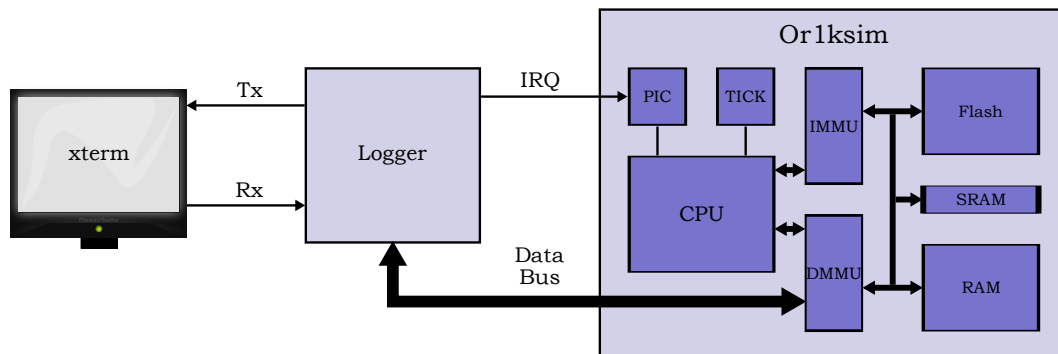 Or1ksim
Tx
IRQ
PIC
TICK
IMMU
Flash
xterm
Logger
Rx
CPU
SRAM
Data
Bus
DMMU
RAM